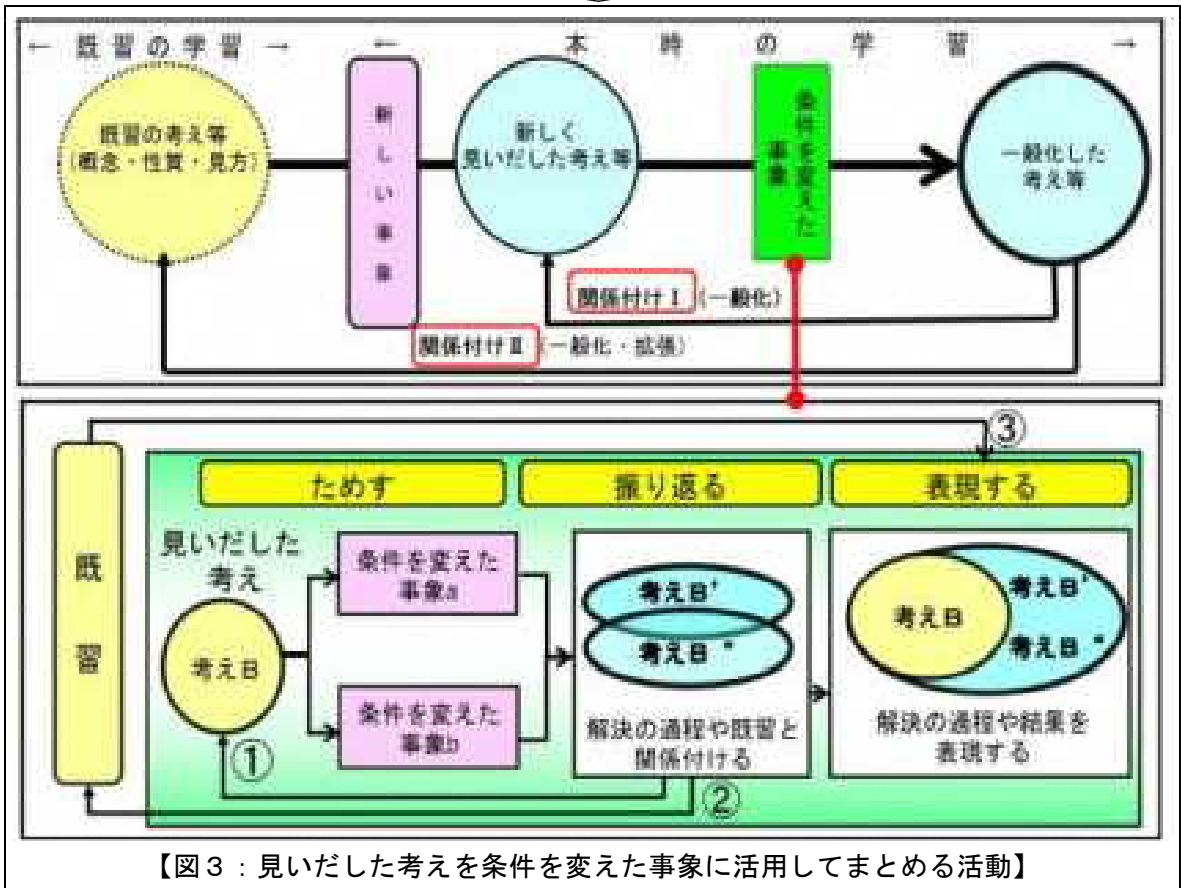 ← 既習の学習 →
← 本時の学習 →
既習の考え等
(概念・性質・見方)
新しい事象
新しく
見いだした考え等
条件を変えた
事象
一般化した
考え等
関係付けⅠ(一般化)
関係付けⅡ(一般化・拡張)
既習
③
ためす
振り返る
表現する
見いだした
考え
考えB
条件を変えた
事象a
条件を変えた
事象b
考えB'
考えB"
解決の過程や既習と
関係付ける
考えB
考えB'
考えB"
解決の過程や結果を
表現する
①
②
【図3：見いだした考えを条件を変えた事象に活用してまとめる活動】